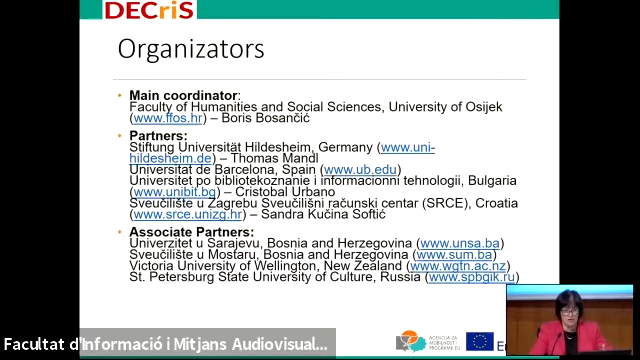 DECriS
Organizators
• Main coordinator:
Faculty of Humanities and Social Sciences, University of Osijek
(www.ffos.hr) – Boris Bosančić
• Partners:
Stiftung Universität Hildesheim, Germany (www.uni-
hildesheim.de) – Thomas Mandl
Universitat de Barcelona, Spain (www.ub.edu)
Universitet po bibliotekoznanie i informacionni tehnologii, Bulgaria
(www.unibit.bg) – Cristobal Urbano
Sveučilište u Zagrebu Sveučilišni računski centar (SRCE), Croatia
(www.srce.unizg.hr) – Sandra Kučina Softić
• Associate Partners:
Univerzitet u Sarajevu, Bosnia and Herzegovina (www.unsa.ba)
Sveučilište u Mostaru, Bosnia and Herzegovina (www.sum.ba)
Victoria University of Wellington, New Zealand (www.wgtn.ac.nz)
St. Petersburg State University of Culture, Russia (www.spbgik.ru)
AGENCIJA ZA
MOBILNOST I
PROGRAME EU
Facultat d'Informació i Mitjans Audiovisual...